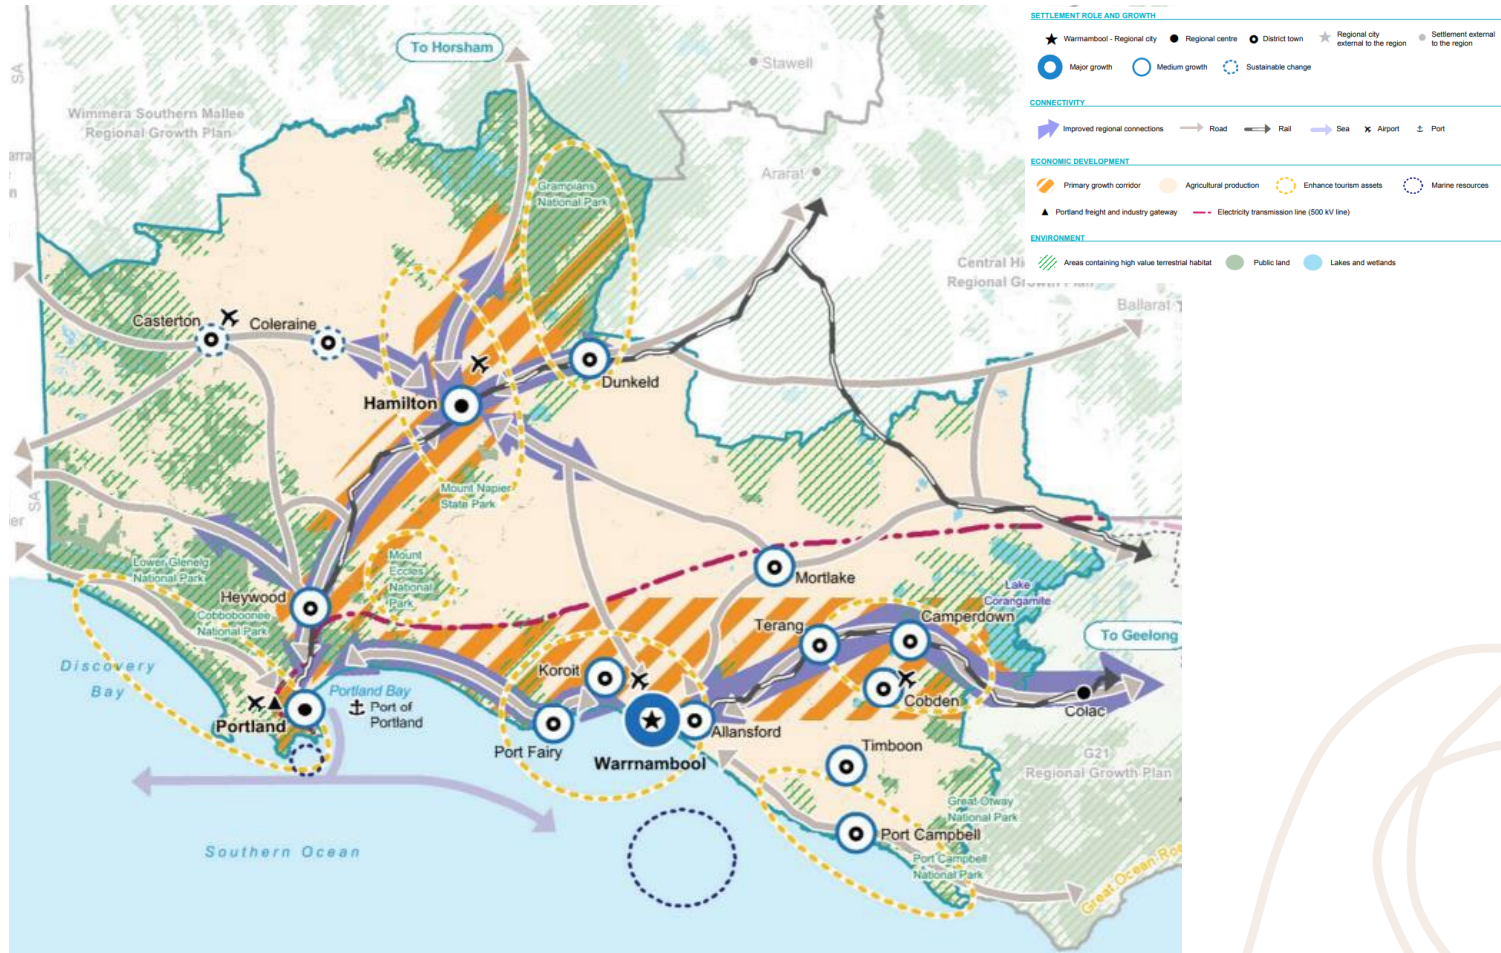 SETTLEMENT ROLE AND GROWTH
Warrnambool - Regional city
Regional centre
District town
Regional city
external to the region
Settlement external
to the region
Major growth
Medium growth
Sustainable change
CONNECTIVITY
Improved regional connections
Road
Rail
Sea
Airport
Port
ECONOMIC DEVELOPMENT
Primary growth corridor
Agricultural production
Enhance tourism assets
Marine resources
Portland freight and industry gateway
Electricity transmission line (500 kV line)
ENVIRONMENT
Areas containing high value terrestrial habitat
Public land
Lakes and wetlands
To Horsham
SA
Stawell
Wimmera Southern Mallee
Regional Growth Plan
Ararat
Grampians
National Park
Central Hi
Regional Growth Plan
Ballarat
Casterton
Coleraine
Dunkeld
Hamilton
Mount Napier
State Park
SA
er
Lower Glenelg
National Park
Mount
Eccles
National
Park
Mortlake
Heywood
Cobboboonee
National Park
Lake
Corangamite
Camperdown
Terang
To Geelong
Discovery
Bay
Koroit
Portland Bay
Port of
Portland
Cobden
Colac
Portland
Port Fairy
Allansford
Warrnambool
Timboon
G21
Regional Growth Plan
Great Otway
National Park
Port Campbell
Port Campbell
National Park
Southern Ocean
Great Ocean Ro